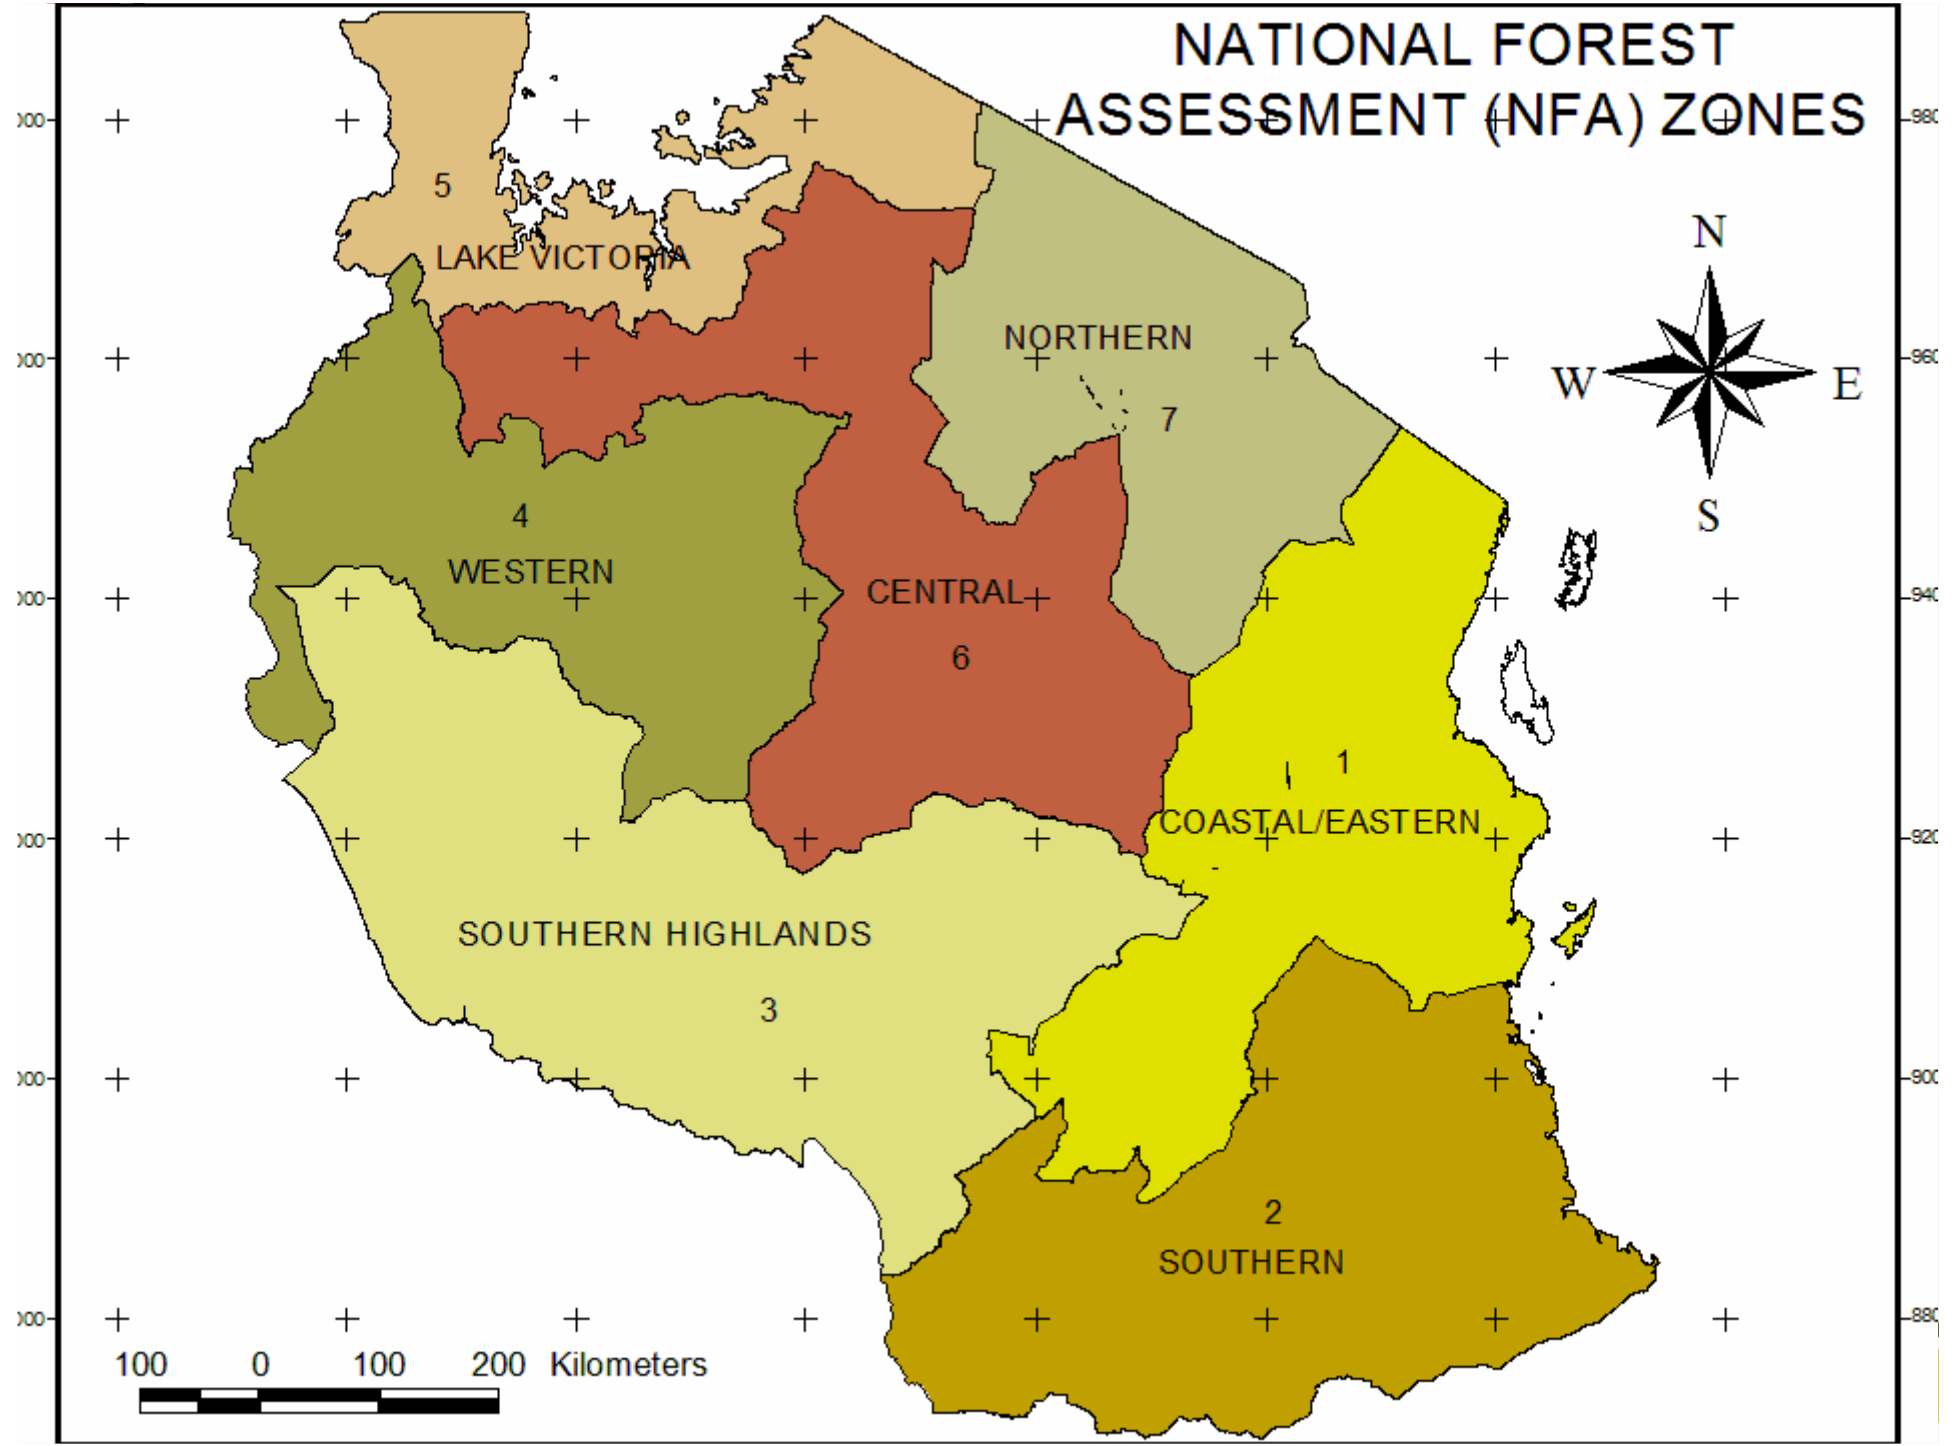 NATIONAL FOREST
ASSESSMENT (NFA) ZONES
N
W
E
S
5
LAKE VICTORIA
NORTHERN
7
4
WESTERN
CENTRAL
6
1
COASTAL/EASTERN
SOUTHERN HIGHLANDS
3
2
SOUTHERN
100 0 100 200 Kilometers